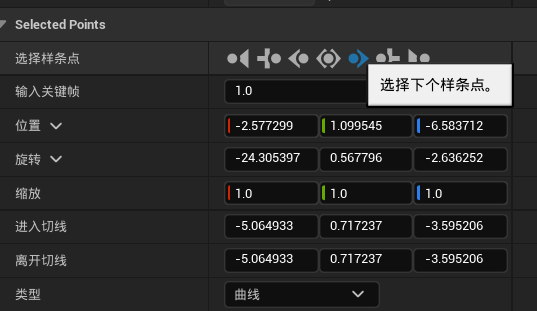 Selected Points
选择样条点
选择下个样条点。
输入关键帧 1.0
位置 -2.577299 1.099545 -6.583712
旋转 -24.305397 0.567796 -2.636252
缩放 1.0 1.0 1.0
进入切线 -5.064933 0.717237 -3.595206
离开切线 -5.064933 0.717237 -3.595206
类型 曲线